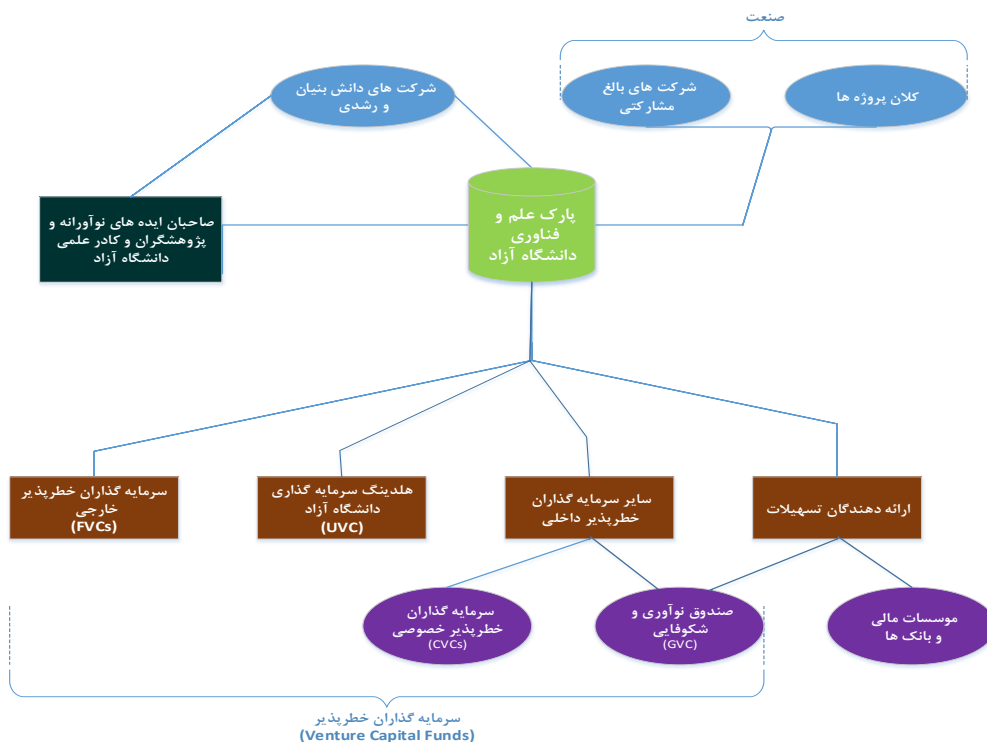 صنعت
شرکت های دانش بنیان
و رشدی
شرکت های بالغ
مشارکتی
کلان پروژه ها
صاحبان ایده های نوآورانه و
پژوهشگران و کادر علمی
دانشگاه آزاد
پارک علم و
فناوری
دانشگاه آزاد
سرمایه گذاران خطرپذیر
خارجی
(FVCs)
هلدینگ سرمایه گذاری
دانشگاه آزاد
(UVC)
سایر سرمایه گذاران
خطرپذیر داخلی
ارائه دهندگان تسهیلات
سرمایه گذاران
خطرپذیر خصوصی
(CVCs)
صندوق نوآوری و
شکوفایی
(GVC)
موسسات مالی
و بانک ها
سرمایه گذاران خطرپذیر
(Venture Capital Funds)